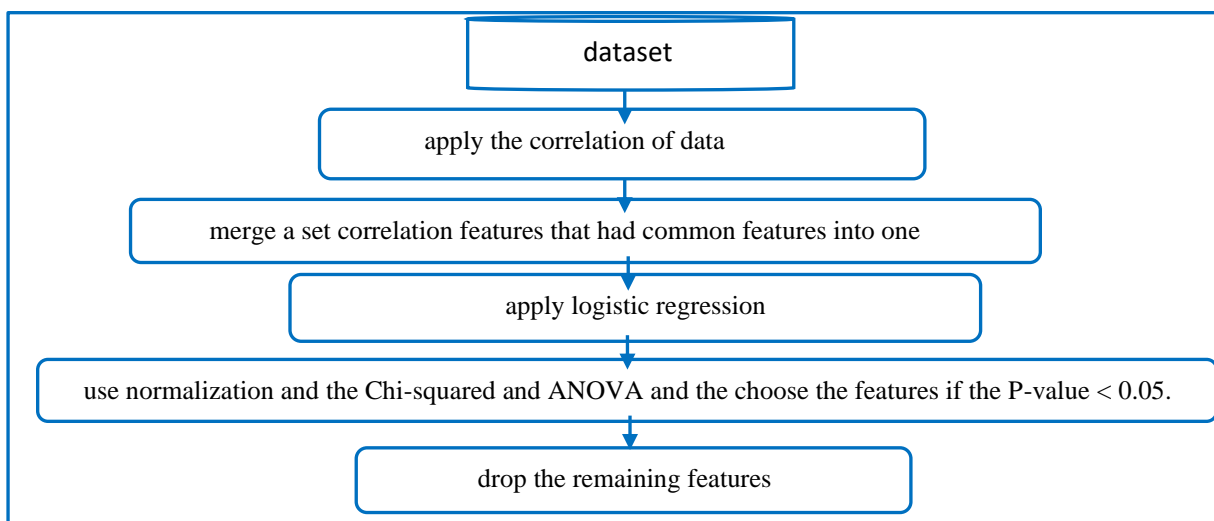 dataset
apply the correlation of data
merge a set correlation features that had common features into one
apply logistic regression
use normalization and the Chi-squared and ANOVA and the choose the features if the P-value < 0.05.
drop the remaining features